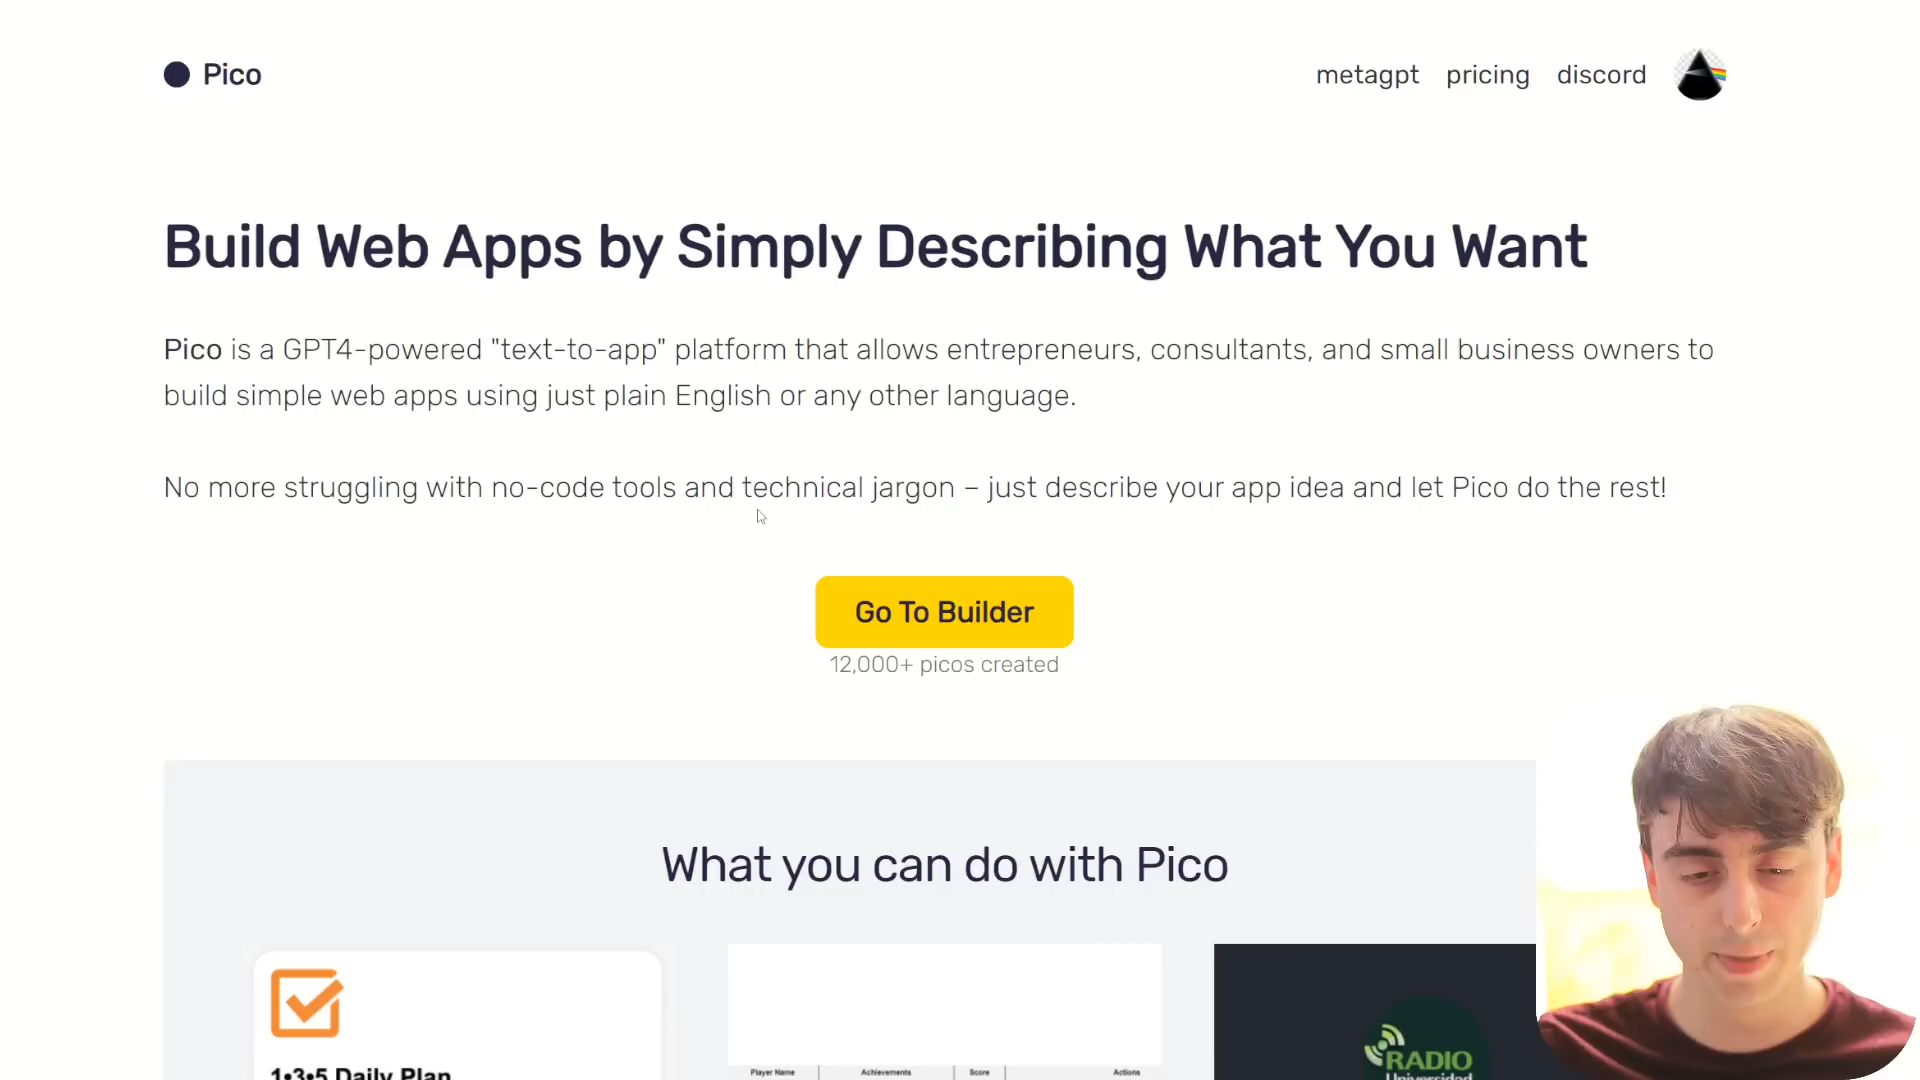 Pico
metagpt pricing discord
Build Web Apps by Simply Describing What You Want
Pico is a GPT4-powered "text-to-app" platform that allows entrepreneurs, consultants, and small business owners to
build simple web apps using just plain English or any other language.
No more struggling with no-code tools and technical jargon – just describe your app idea and let Pico do the rest!
Go To Builder
12,000+ picos created
What you can do with Pico
1•3•5 Daily Plan
Player Name Achievements Score Actions
RADIO
Universidad